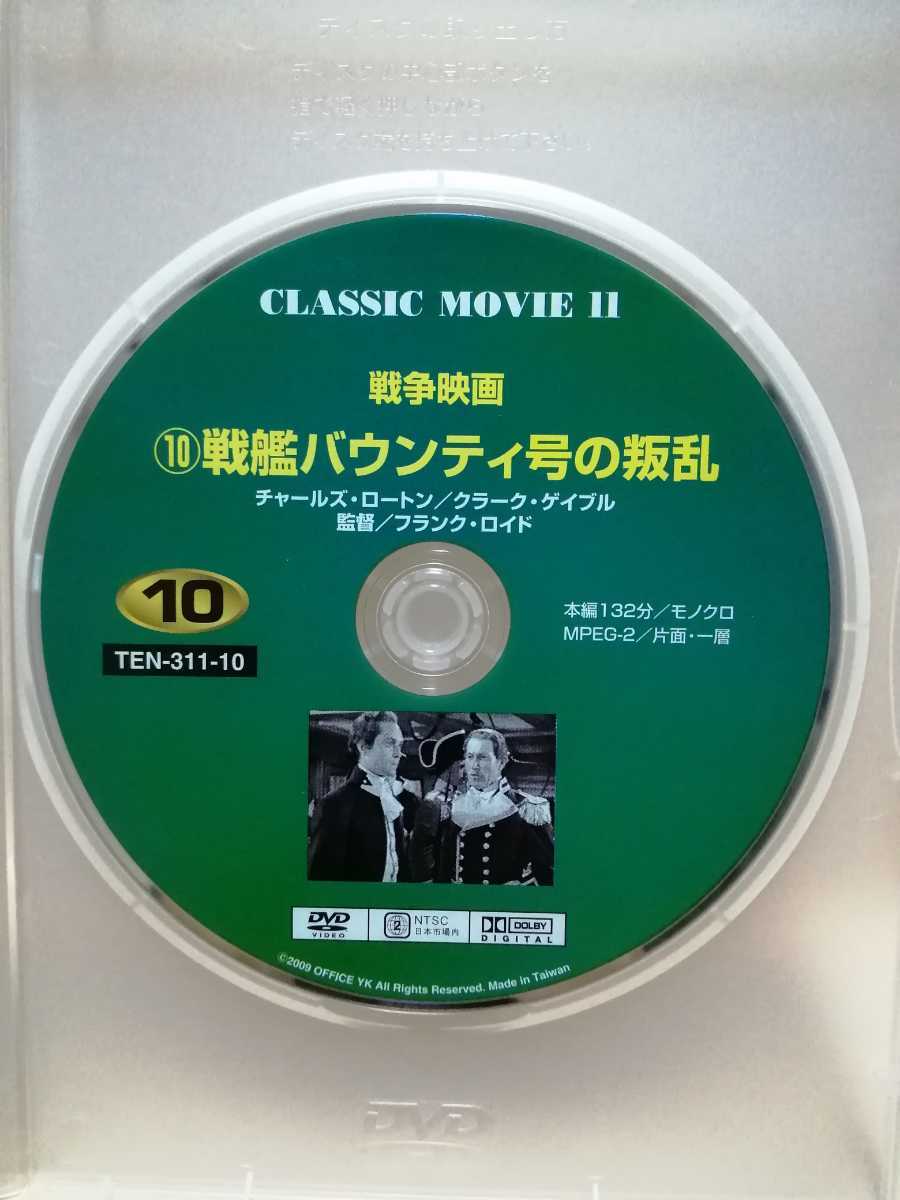 CLASSIC MOVIE 11
戦争映画
⑩戦艦バウンティ号の叛乱
チャールズ・ロートン／クラーク・ゲイブル
監督／フランク・ロイド
10
TEN-311-10
本編132分／モノクロ
MPEG-2／片面・一層
DVD
VIDEO
2
NTSC
日本市場内
DOLBY
DIGITAL
©2009 OFFICE YK All Rights Reserved. Made in Taiwan
DVD